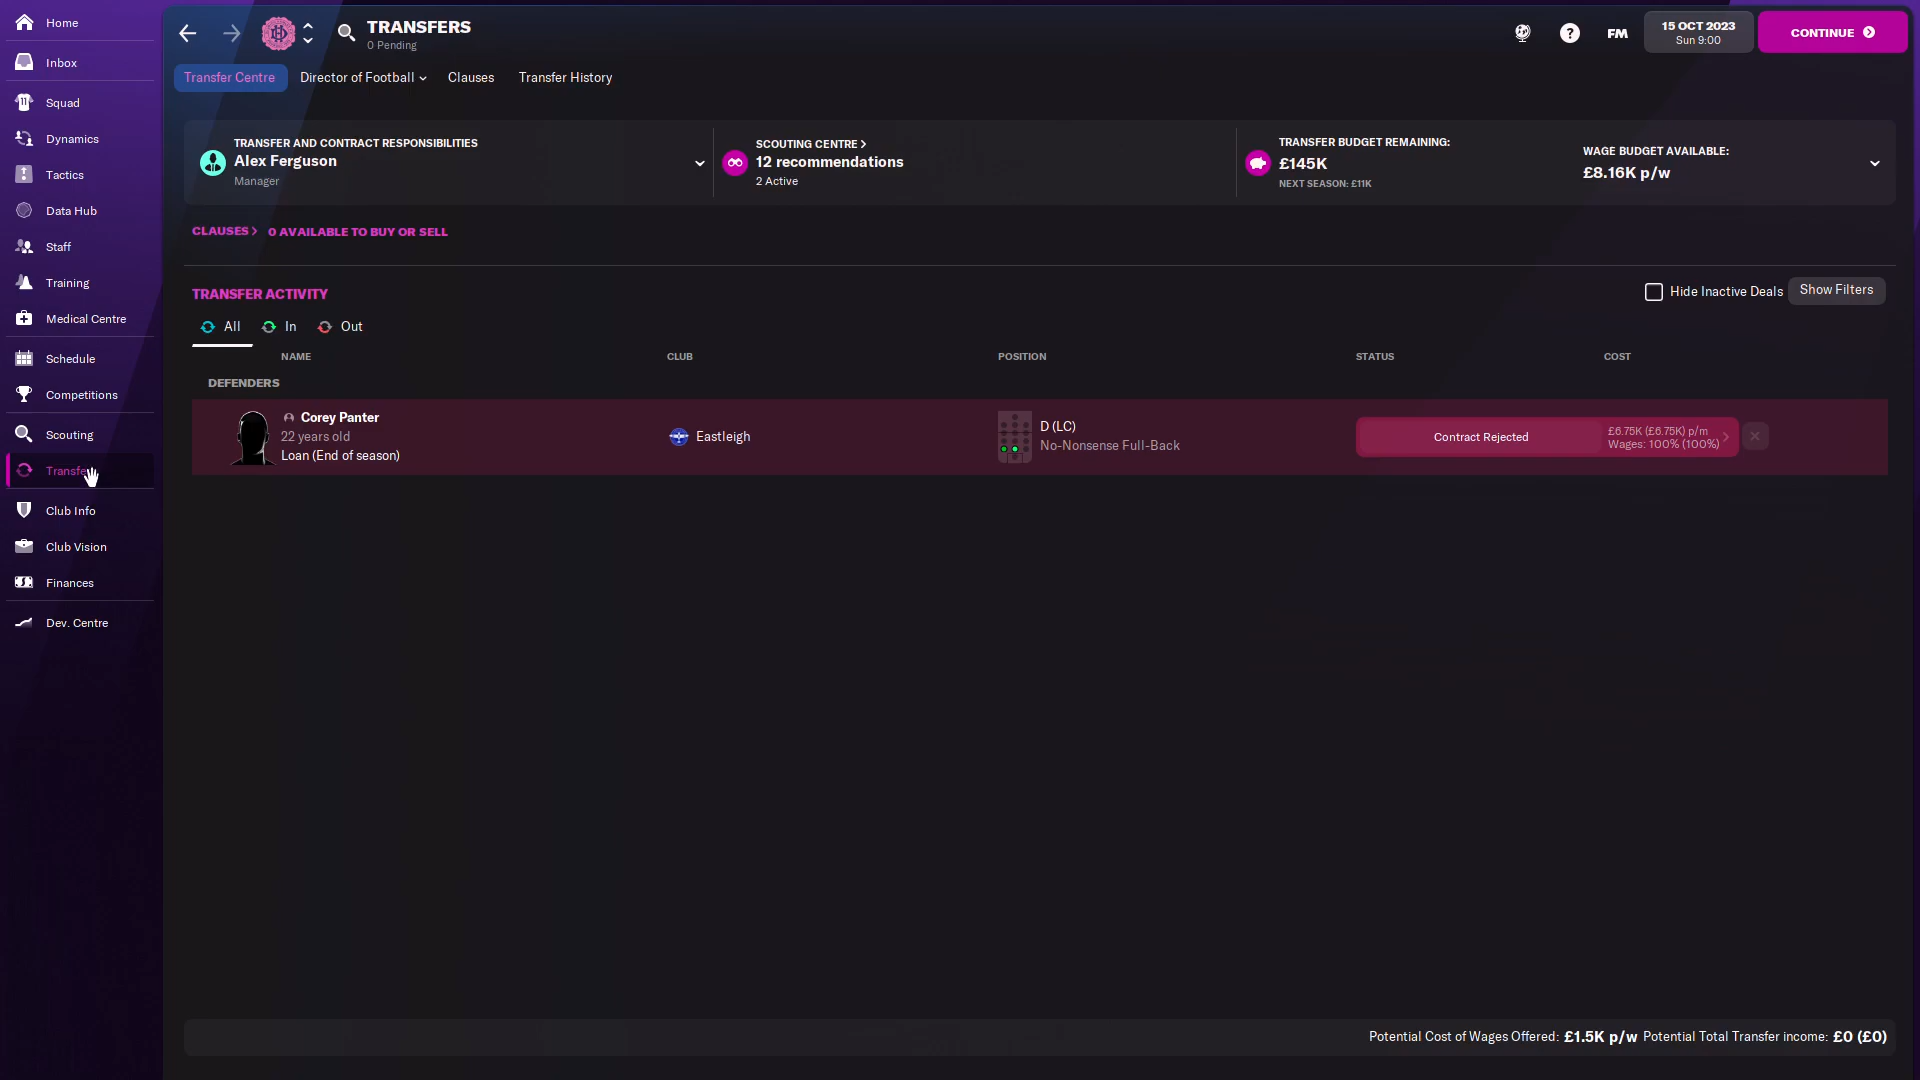 Home
Inbox
Squad
Dynamics
Tactics
Data Hub
Staff
Training
Medical Centre
Schedule
Competitions
Scouting
Transfe
Club Info
Club Vision
Finances
Dev. Centre
TRANSFERS
0 Pending
FM
15 OCT 2023
Sun 9:00
CONTINUE
Transfer Centre
Director of Football
Clauses
Transfer History
TRANSFER AND CONTRACT RESPONSIBILITIES
Alex Ferguson
Manager
SCOUTING CENTRE >
12 recommendations
2 Active
TRANSFER BUDGET REMAINING:
£145K
NEXT SEASON: £11K
WAGE BUDGET AVAILABLE:
£8.16K p/w
CLAUSES > 0 AVAILABLE TO BUY OR SELL
TRANSFER ACTIVITY
Hide Inactive Deals
Show Filters
All
In
Out
NAME
CLUB
POSITION
STATUS
COST
DEFENDERS
Corey Panter
22 years old
Loan (End of season)
Eastleigh
D (LC)
No-Nonsense Full-Back
Contract Rejected
£6.75K (£6.75K) p/m
Wages: 100% (100%)
Potential Cost of Wages Offered: £1.5K p/w Potential Total Transfer income: £0 (£0)